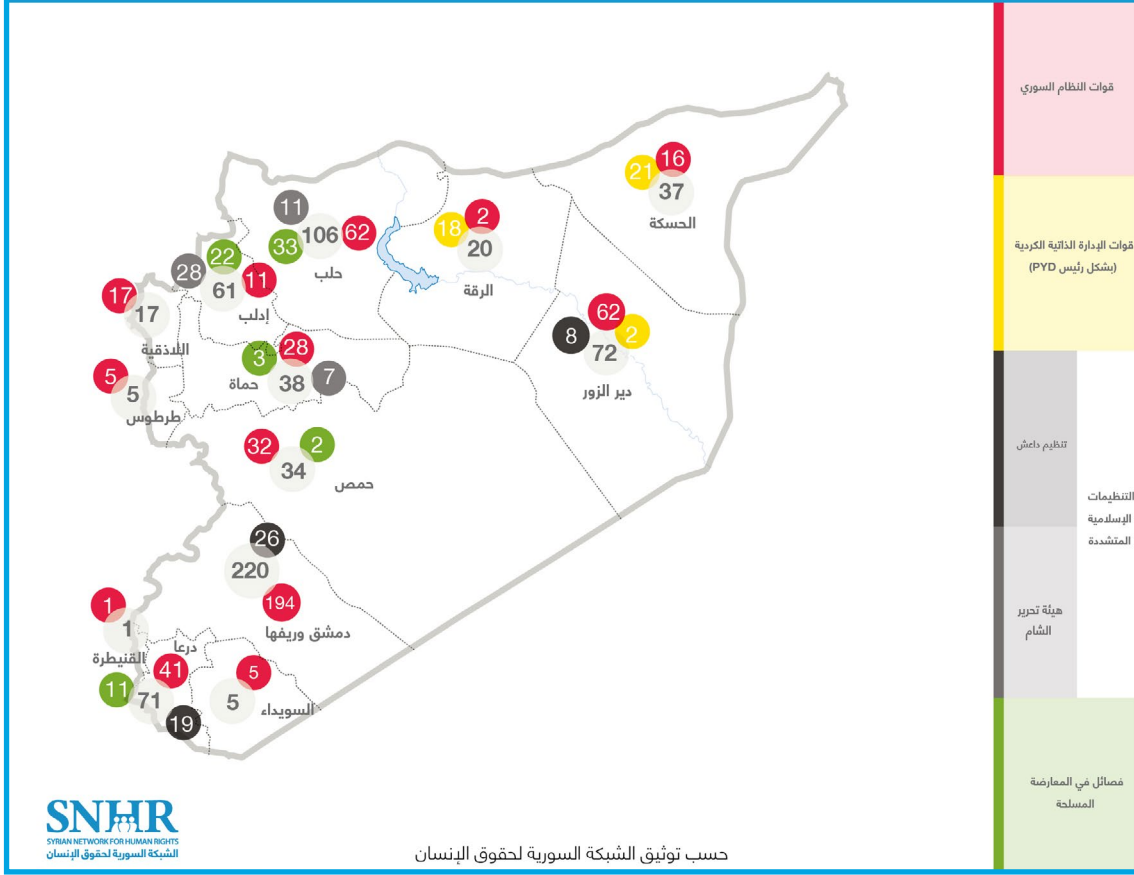 قوات النظام السوري
قوات الإدارة الذاتية الكردية
(بشكل رئيس PYD)
تنظيم داعش
التنظيمات
الإسلامية
المتشددة
هيئة تحرير
الشام
فصائل في المعارضة
المسلحة
16
21
37
الحسكة
11
106
62
33
حلب
2
18
20
الرقة
22
28
11
61
إدلب
17
17
اللاذقية
62
8
2
72
دير الزور
28
3
38
7
حماة
5
5
طرطوس
32
2
34
حمص
26
220
194
دمشق وريفها
1
1
القنيطرة
درعا
41
11
71
19
5
5
السويداء
SNHR
SYRIAN NETWORK FOR HUMAN RIGHTS
الشبكة السورية لحقوق الإنسان
حسب توثيق الشبكة السورية لحقوق الإنسان